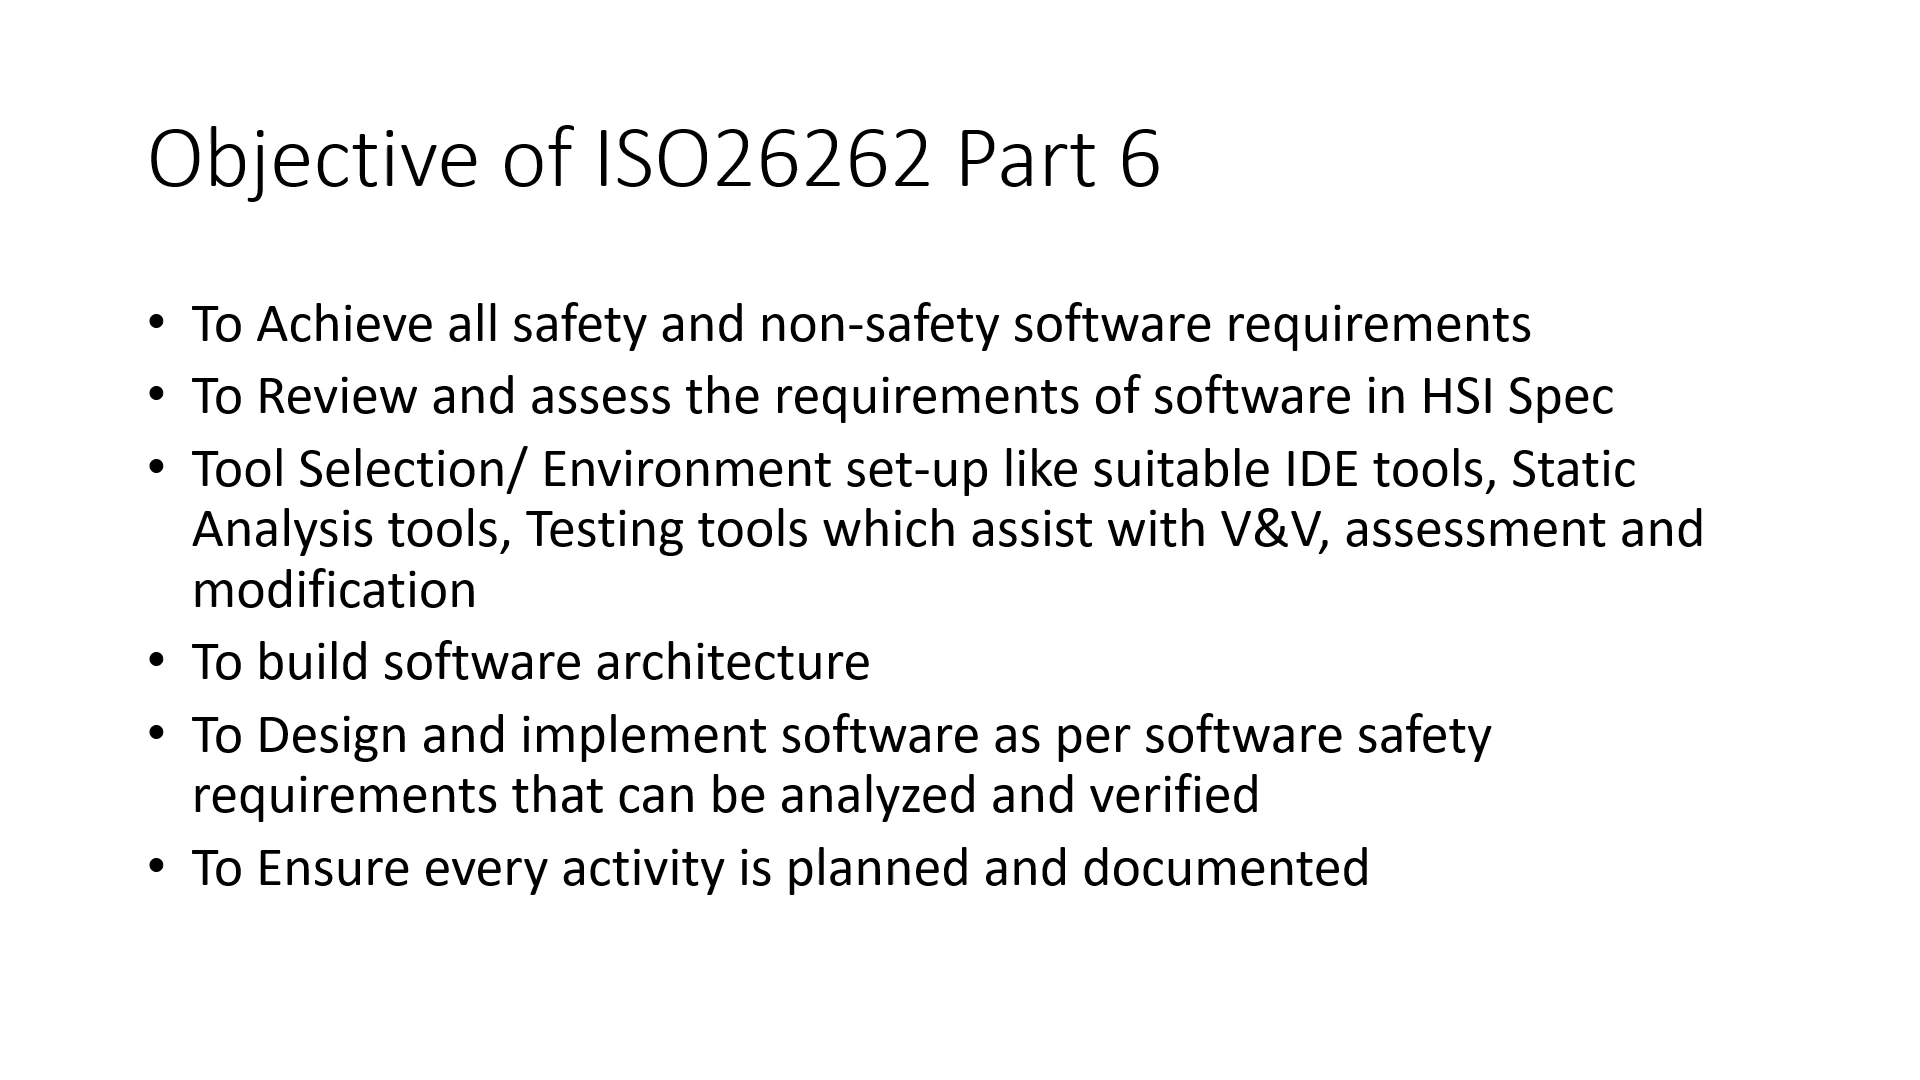 Objective of ISO26262 Part 6
• To Achieve all safety and non-safety software requirements
• To Review and assess the requirements of software in HSI Spec
• Tool Selection/ Environment set-up like suitable IDE tools, Static
Analysis tools, Testing tools which assist with V&V, assessment and
modification
• To build software architecture
• To Design and implement software as per software safety
requirements that can be analyzed and verified
• To Ensure every activity is planned and documented